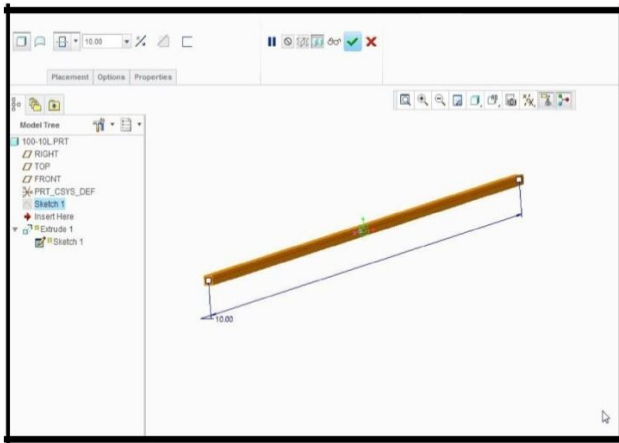 10.00
Placement Options Properties
Model Tree
100-10L.PRT
RIGHT
TOP
FRONT
PRT_CSYS_DEF
Sketch 1
Insert Here
Extrude 1
Sketch 1
10.00